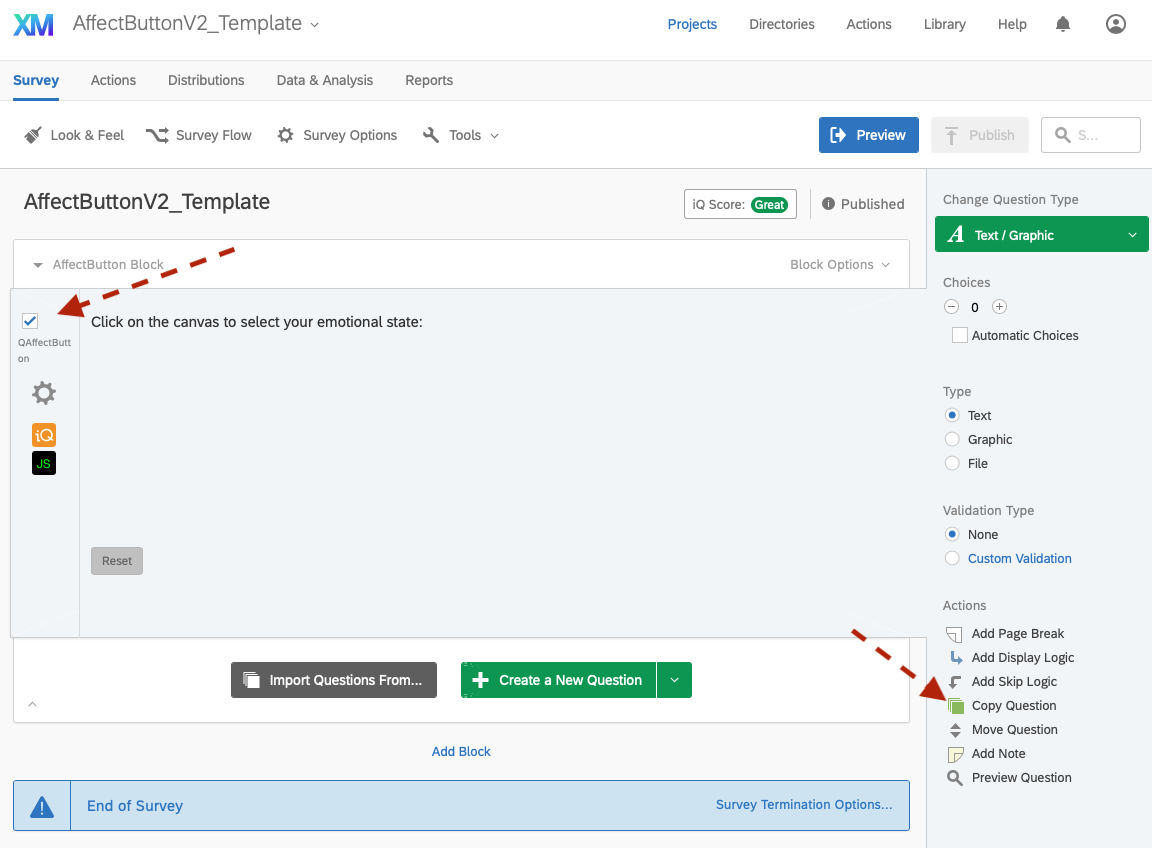 XM AffectButtonV2_Template Projects Directories Actions Library Help
Survey Actions Distributions Data & Analysis Reports
Look & Feel Survey Flow Survey Options Tools Preview Publish S...
AffectButtonV2_Template iQ Score: Great Published
AffectButton Block Block Options
Click on the canvas to select your emotional state:
QAffectButt
on
iQ
JS
Reset
Import Questions From... Create a New Question
Add Block
End of Survey Survey Termination Options...
Change Question Type
A Text / Graphic
Choices
0
Automatic Choices
Type
Text
Graphic
File
Validation Type
None
Custom Validation
Actions
Add Page Break
Add Display Logic
Add Skip Logic
Copy Question
Move Question
Add Note
Preview Question